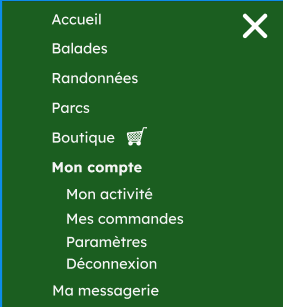 Accueil
Balades
Randonnées
Parcs
Boutique
Mon compte
Mon activité
Mes commandes
Paramètres
Déconnexion
Ma messagerie